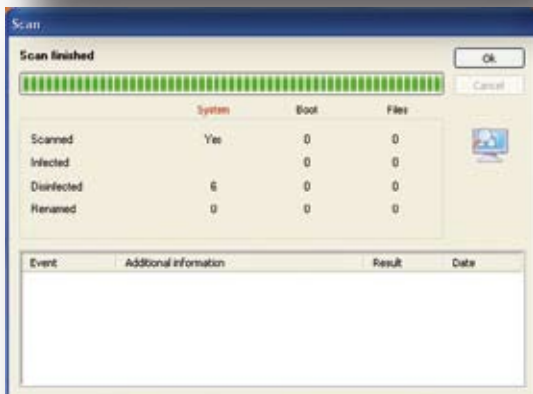 Scan
Scan finished
Ok
Cancel
System Boot Files
Scanned Yes 0 0
Infected 0 0
Disinfected 6 0 0
Renamed 0 0 0
Event Additional information Result Date